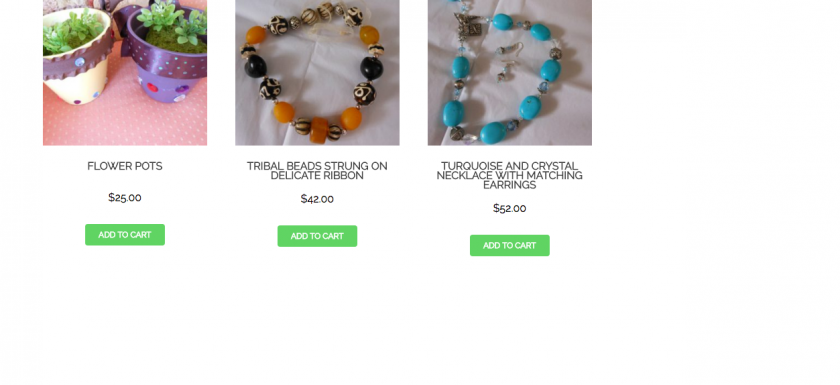 FLOWER POTS
$25.00
ADD TO CART
TRIBAL BEADS STRUNG ON
DELICATE RIBBON
$42.00
ADD TO CART
TURQUOISE AND CRYSTAL
NECKLACE WITH MATCHING
EARRINGS
$52.00
ADD TO CART